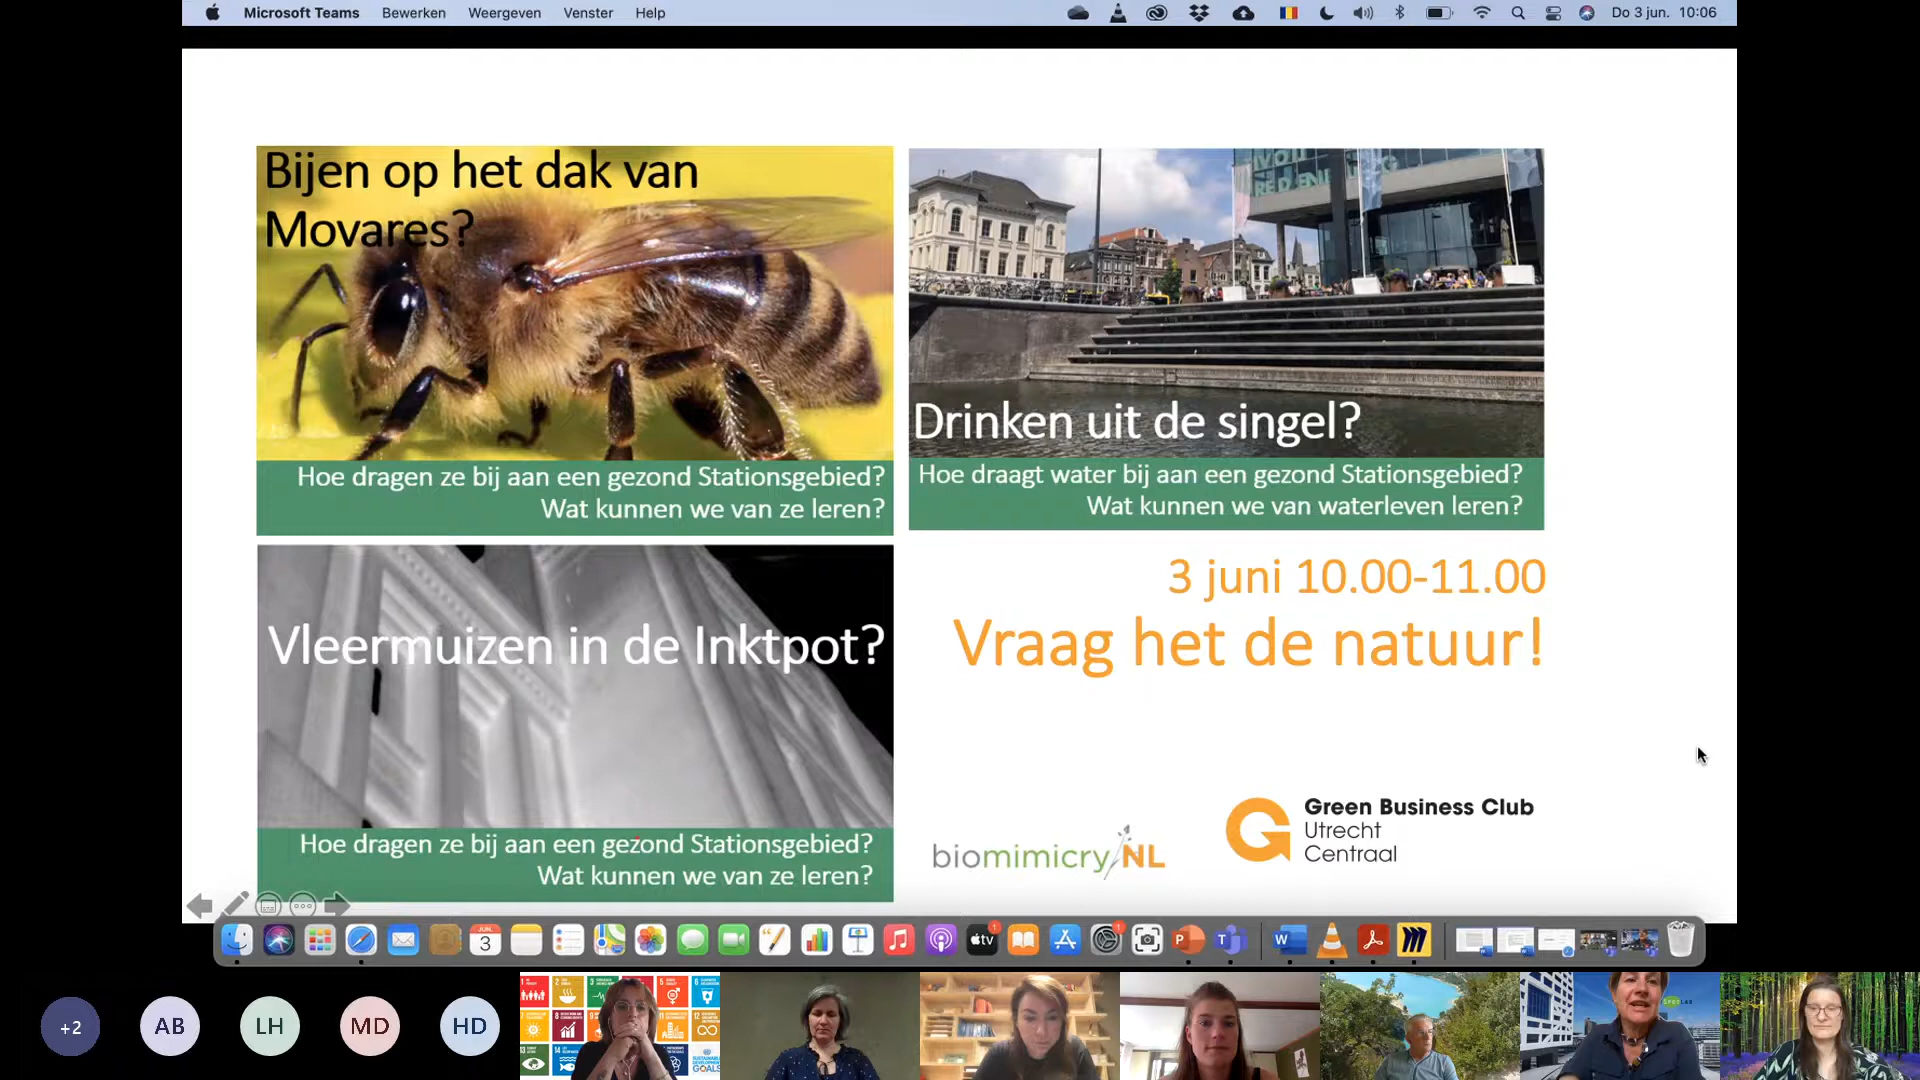 Microsoft Teams Bewerken Weergeven Venster Help Do 3 jun. 10:06
Bijen op het dak van
Movares?
Hoe dragen ze bij aan een gezond Stationsgebied?
Wat kunnen we van ze leren?
Drinken uit de singel?
Hoe draagt water bij aan een gezond Stationsgebied?
Wat kunnen we van waterleven leren?
Vleermuizen in de Inktpot?
Hoe dragen ze bij aan een gezond Stationsgebied?
Wat kunnen we van ze leren?
3 juni 10.00-11.00
Vraag het de natuur!
biomimicry NL
Green Business Club
Utrecht
Centraal
+2 AB LH MD HD